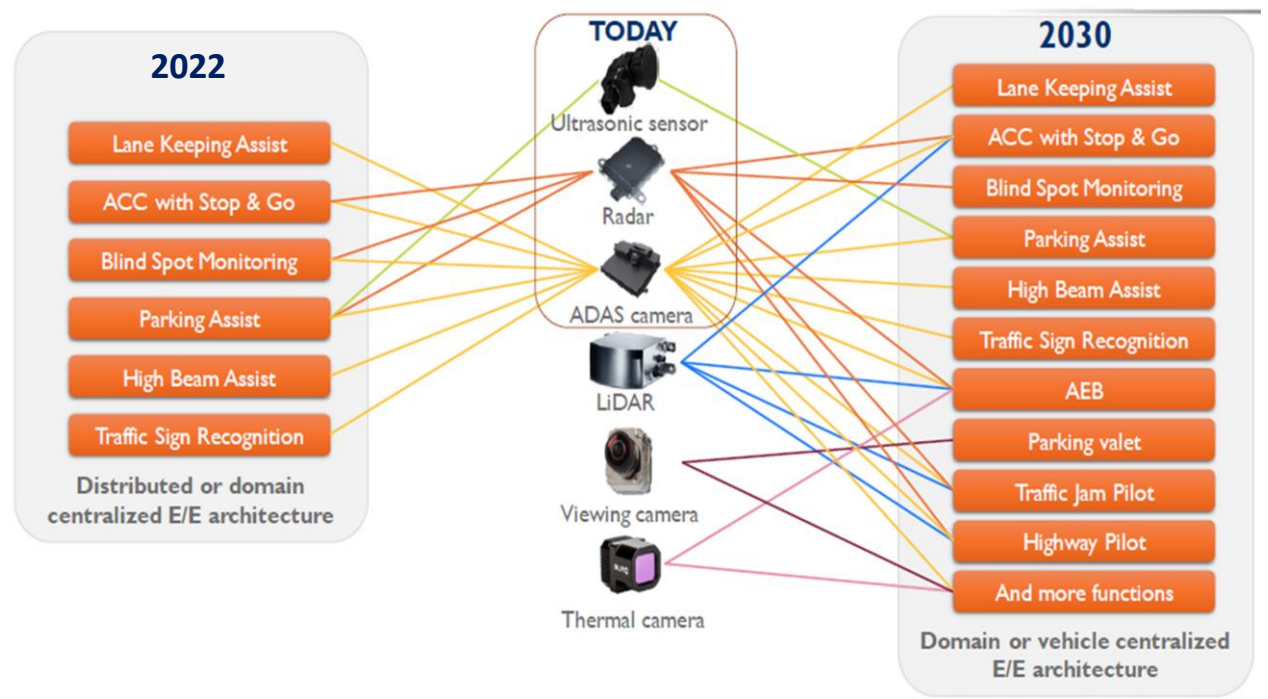 2022
Lane Keeping Assist
ACC with Stop & Go
Blind Spot Monitoring
Parking Assist
High Beam Assist
Traffic Sign Recognition
Distributed or domain
centralized E/E architecture
TODAY
Ultrasonic sensor
Radar
ADAS camera
LiDAR
Viewing camera
Thermal camera
2030
Lane Keeping Assist
ACC with Stop & Go
Blind Spot Monitoring
Parking Assist
High Beam Assist
Traffic Sign Recognition
AEB
Parking valet
Traffic Jam Pilot
Highway Pilot
And more functions
Domain or vehicle centralized
E/E architecture